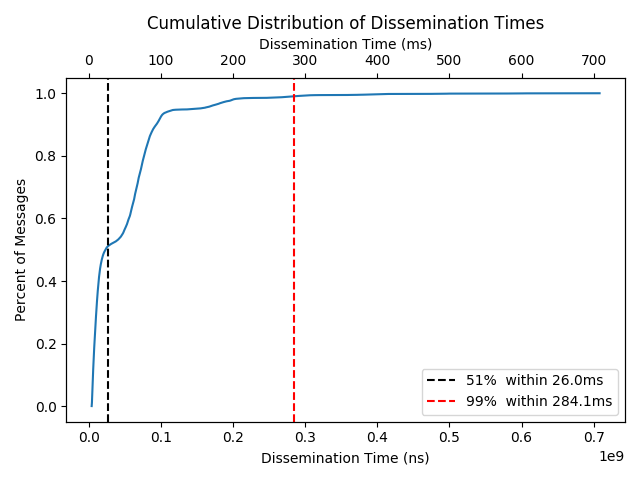 Cumulative Distribution of Dissemination Times
Dissemination Time (ms)
0 100 200 300 400 500 600 700
Percent of Messages
1.0
0.8
0.6
0.4
0.2
0.0
51%  within 26.0ms
99%  within 284.1ms
0.0 0.1 0.2 0.3 0.4 0.5 0.6 0.7
1e9
Dissemination Time (ns)